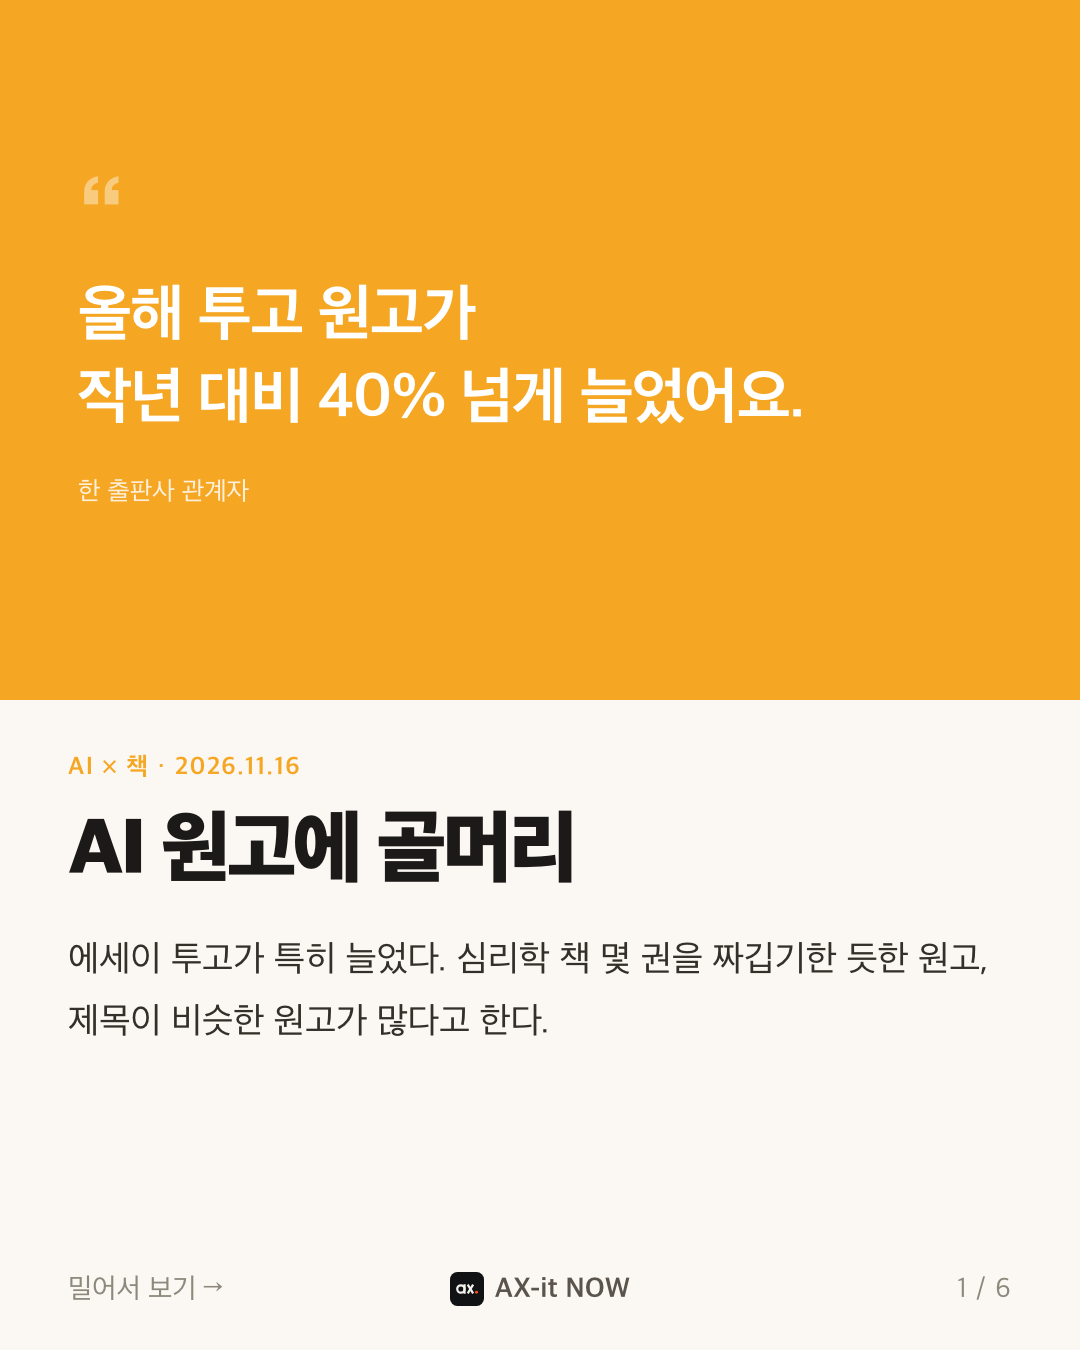 “
올해 투고 원고가
작년 대비 40% 넘게 늘었어요.
한 출판사 관계자
AI × 책 · 2026.11.16
AI 원고에 골머리
에세이 투고가 특히 늘었다. 심리학 책 몇 권을 짜깁기한 듯한 원고,
제목이 비슷한 원고가 많다고 한다.
밀어서 보기 →
ax. AX-it NOW
1 / 6